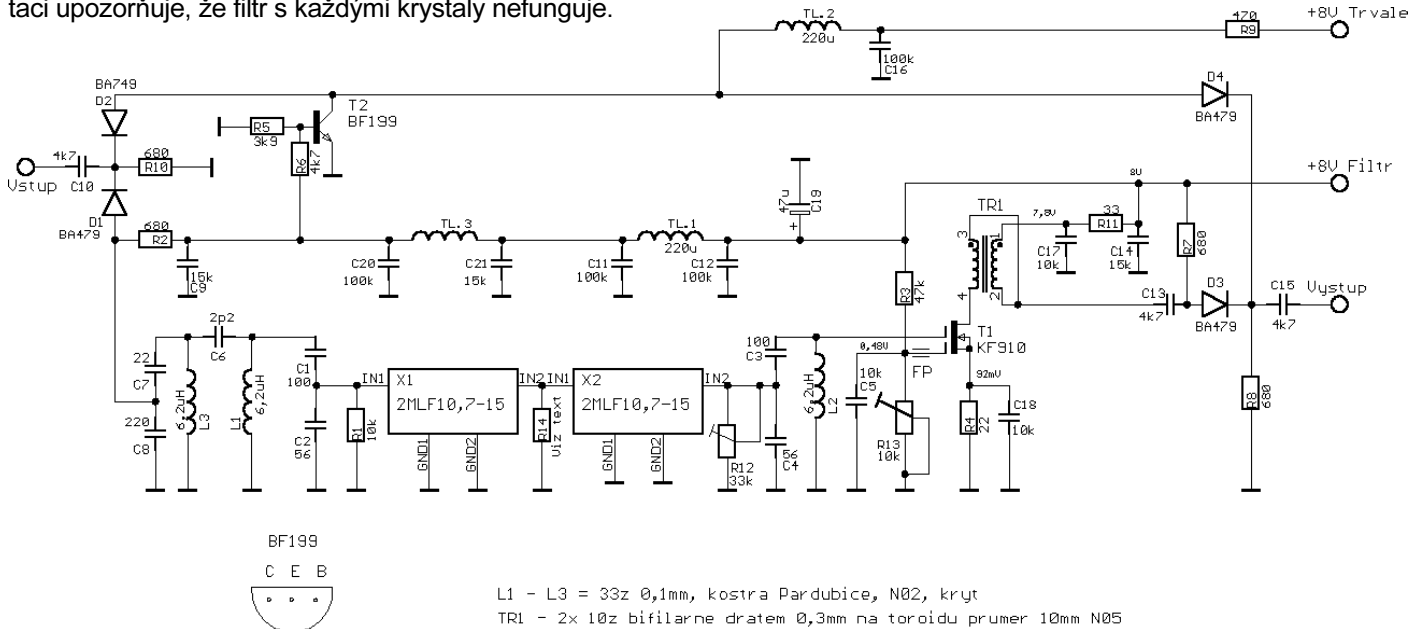 taci upozorňuje, že filtr s každými krystaly nefunguje.
TL.2
220u
100k
C16
470
R9
+8V Trvale
BA749
D2
T2
BF199
R5
3k9
R6
4k7
D4
BA479
4k7
C10
Vstup
680
R10
D1
BA479
680
R2
15k
C9
TL.3
C20
100k
C21
15k
TL.1
220u
C11
100k
C12
100k
47u
C19
+
+8V Filtr
8V
TR1
7,8V
33
R11
3
1
4
2
C17
10k
C14
15k
R7
680
R3
47k
C13
4k7
D3
BA479
C15
4k7
Vystup
2p2
C6
22
C7
220
C8
6,2uH
L3
6,2uH
L1
C1
100
C2
56
R1
10k
IN1
X1
IN2
2MLF10,7-15
GND1
GND2
R14
Viz text
IN1
X2
IN2
2MLF10,7-15
GND1
GND2
R12
33k
100
C3
56
C4
6,2uH
L2
10k
C5
0,48V
FP
T1
KF910
92mV
R13
10k
R4
22
C18
10k
R8
680
BF199
C E B
L1 - L3 = 33z 0,1mm, kostra Pardubice, N02, kryt
TR1 - 2x 10z bifilarne dratem 0,3mm na toroidu prumer 10mm N05